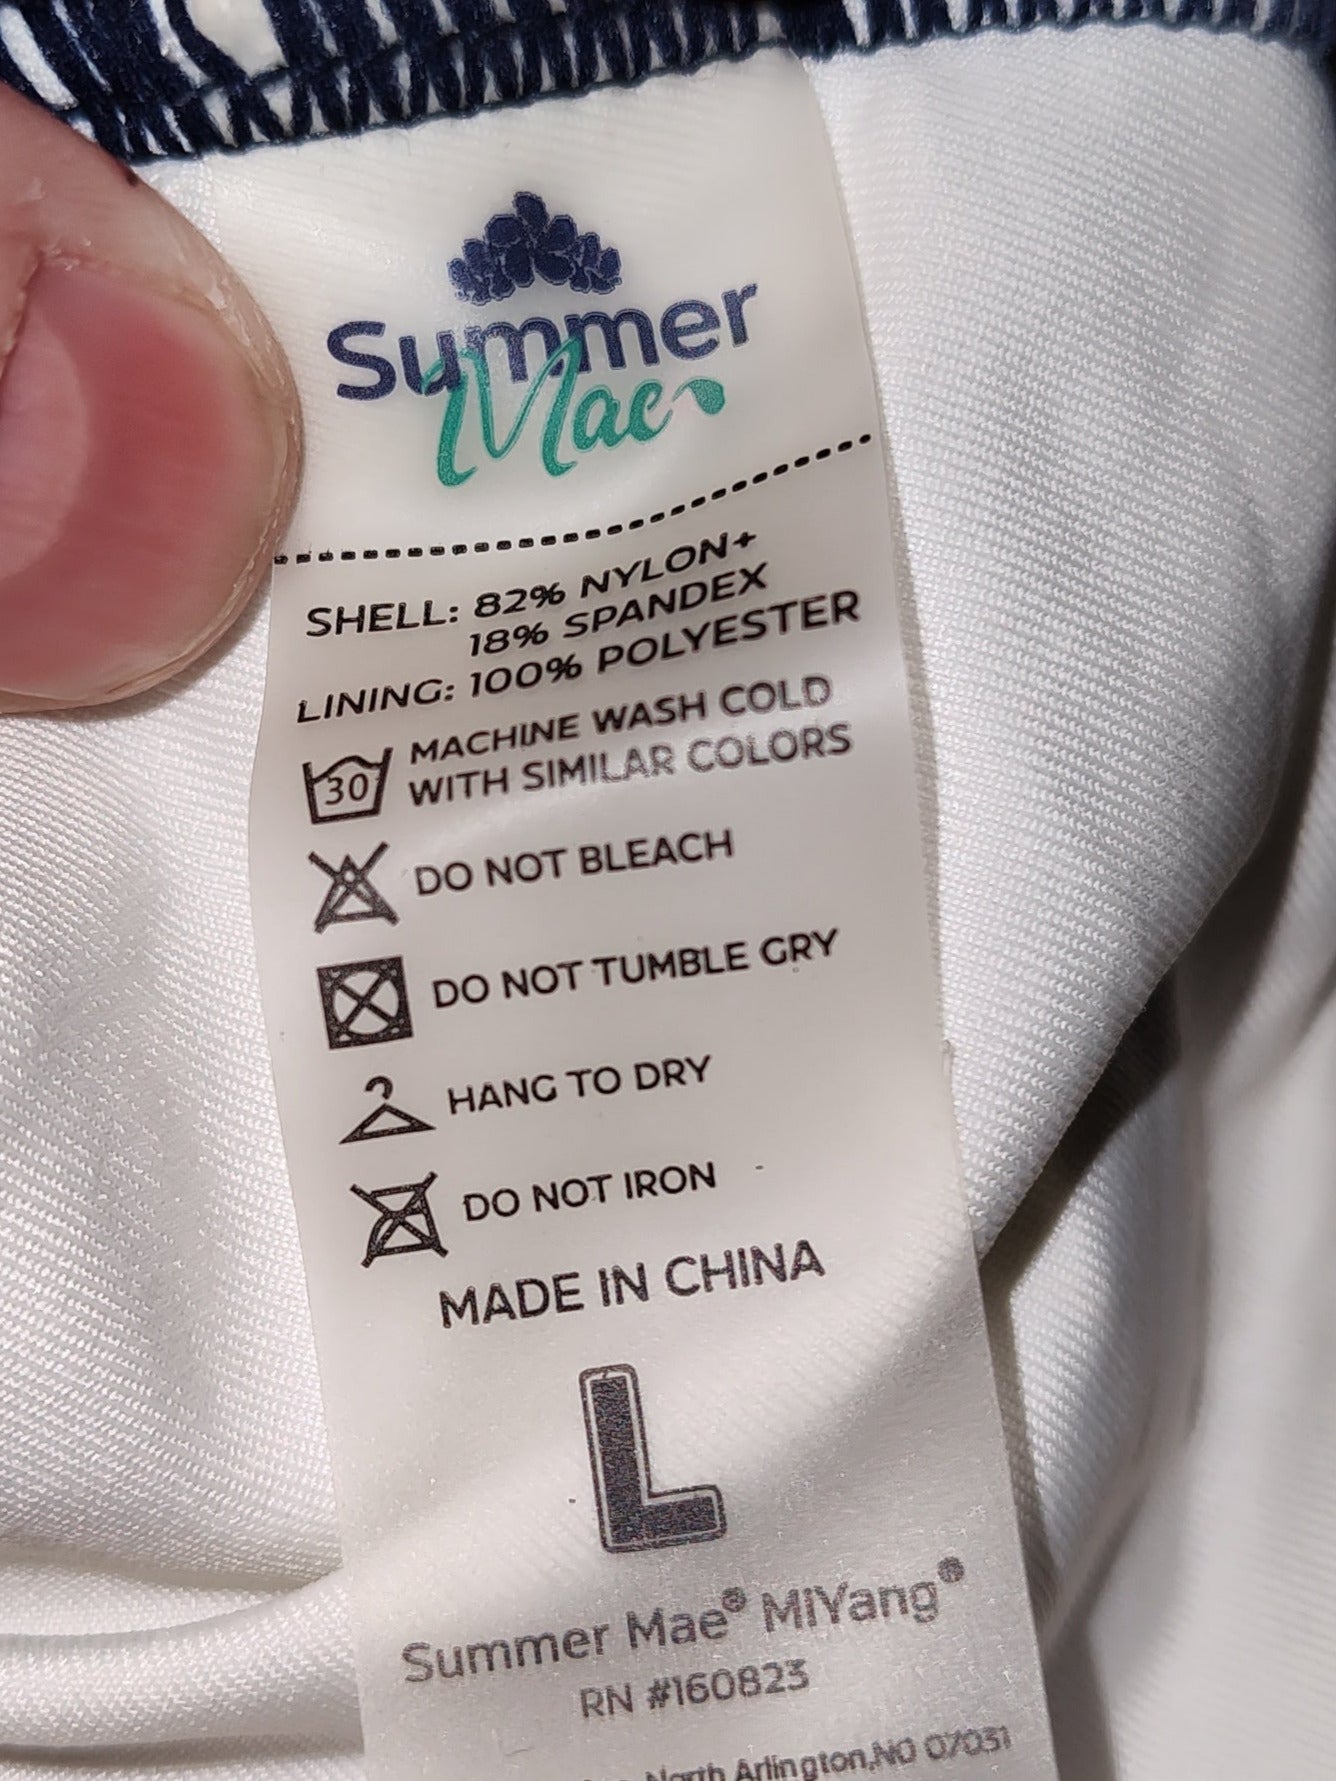 Summer
Mae
SHELL: 82% NYLON+
18% SPANDEX
LINING: 100% POLYESTER
30 MACHINE WASH COLD
WITH SIMILAR COLORS
DO NOT BLEACH
DO NOT TUMBLE GRY
HANG TO DRY
DO NOT IRON
MADE IN CHINA
L
Summer Mae® MIYang®
RN #160823
North Arlington,N0 07031